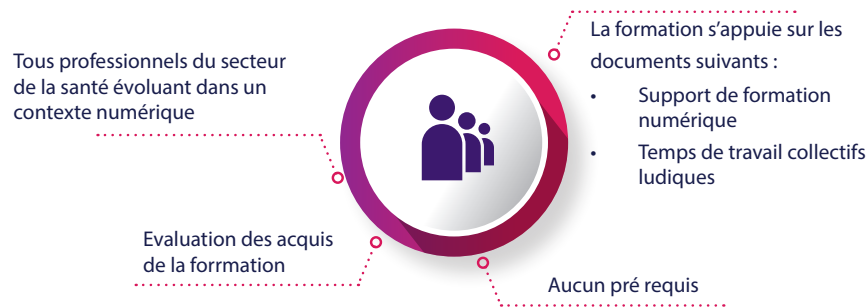 Tous professionnels du secteur
de la santé évoluant dans un
contexte numérique
La formation s’appuie sur les
documents suivants :
• Support de formation
numérique
• Temps de travail collectifs
ludiques
Evaluation des acquis
de la forrmation
Aucun pré requis